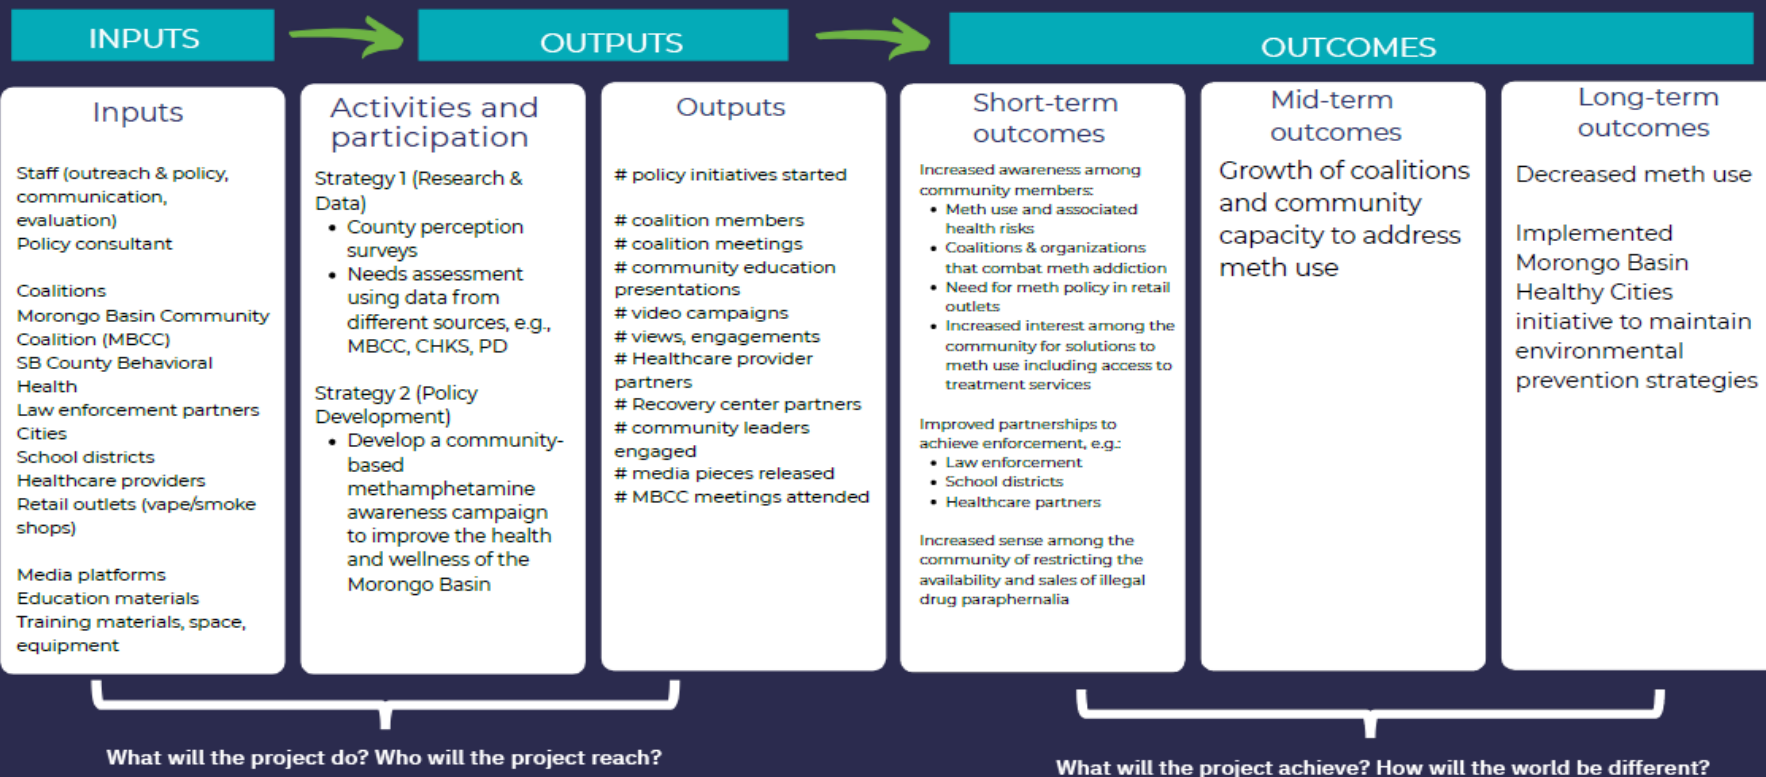 INPUTS
OUTPUTS
OUTCOMES
Inputs
Staff (outreach & policy,
communication,
evaluation)
Policy consultant
Coalitions
Morongo Basin Community
Coalition (MBCC)
SB County Behavioral
Health
Law enforcement partners
Cities
School districts
Healthcare providers
Retail outlets (vape/smoke
shops)
Media platforms
Education materials
Training materials, space,
equipment
Activities and
participation
Strategy 1 (Research &
Data)
• County perception
surveys
• Needs assessment
using data from
different sources, e.g.,
MBCC, CHKS, PD
Strategy 2 (Policy
Development)
• Develop a community-
based
methamphetamine
awareness campaign
to improve the health
and wellness of the
Morongo Basin
Outputs
# policy initiatives started
# coalition members
# coalition meetings
# community education
presentations
# video campaigns
# views, engagements
# Healthcare provider
partners
# Recovery center partners
# community leaders
engaged
# media pieces released
# MBCC meetings attended
Short-term
outcomes
Increased awareness among
community members:
• Meth use and associated
health risks
• Coalitions & organizations
that combat meth addiction
• Need for meth policy in retail
outlets
• Increased interest among the
community for solutions to
meth use including access to
treatment services
Improved partnerships to
achieve enforcement, e.g.:
• Law enforcement
• School districts
• Healthcare partners
Increased sense among the
community of restricting the
availability and sales of illegal
drug paraphernalia
Mid-term
outcomes
Growth of coalitions
and community
capacity to address
meth use
Long-term
outcomes
Decreased meth use
Implemented
Morongo Basin
Healthy Cities
initiative to maintain
environmental
prevention strategies
What will the project do? Who will the project reach?
What will the project achieve? How will the world be different?